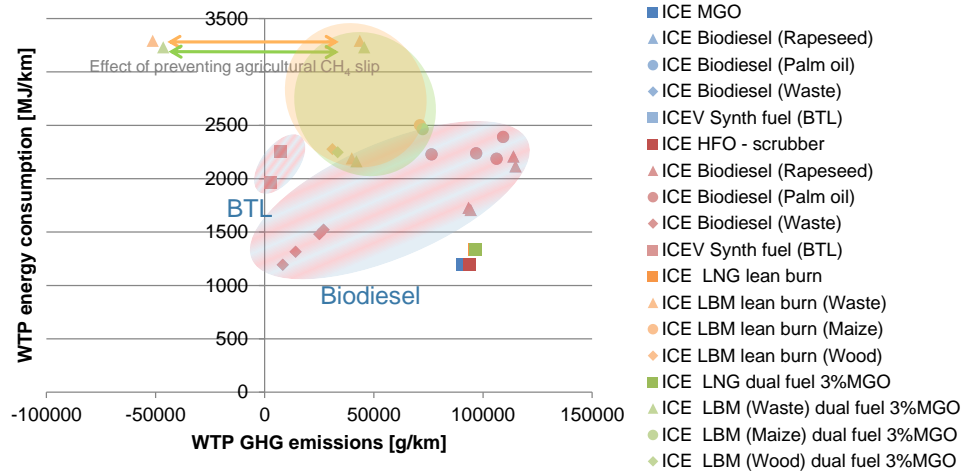 WTP energy consumption [MJ/km]
3500
3000
2500
2000
1500
1000
500
0
-100000
-50000
0
50000
100000
150000
WTP GHG emissions [g/km]
Effect of preventing agricultural CH₄ slip
BTL
Biodiesel
ICE MGO
ICE Biodiesel (Rapeseed)
ICE Biodiesel (Palm oil)
ICE Biodiesel (Waste)
ICEV Synth fuel (BTL)
ICE HFO - scrubber
ICE Biodiesel (Rapeseed)
ICE Biodiesel (Palm oil)
ICE Biodiesel (Waste)
ICEV Synth fuel (BTL)
ICE LNG lean burn
ICE LBM lean burn (Waste)
ICE LBM lean burn (Maize)
ICE LBM lean burn (Wood)
ICE LNG dual fuel 3%MGO
ICE LBM (Waste) dual fuel 3%MGO
ICE LBM (Maize) dual fuel 3%MGO
ICE LBM (Wood) dual fuel 3%MGO